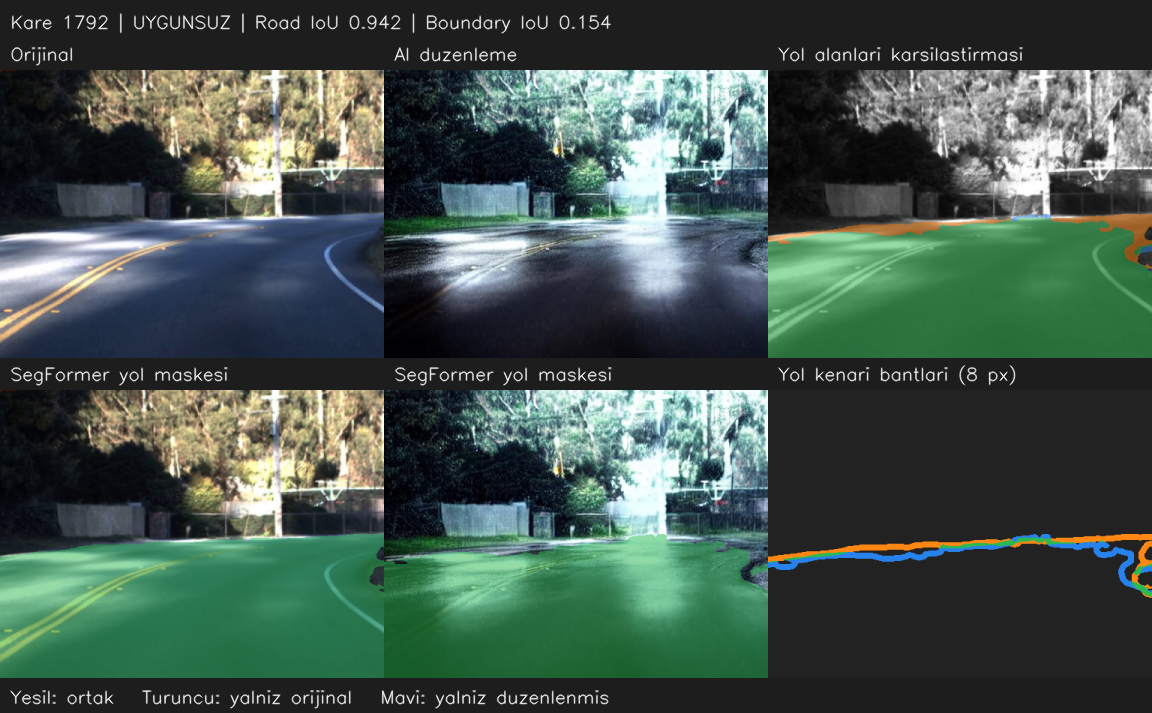 Kare 1792 | UYGUNSUZ | Road IoU 0.942 | Boundary IoU 0.154
Orijinal
AI duzenleme
Yol alanlari karsilastirmasi
SegFormer yol maskesi
SegFormer yol maskesi
Yol kenari bantlari (8 px)
Yesil: ortak Turuncu: yalniz orijinal Mavi: yalniz duzenlenmis